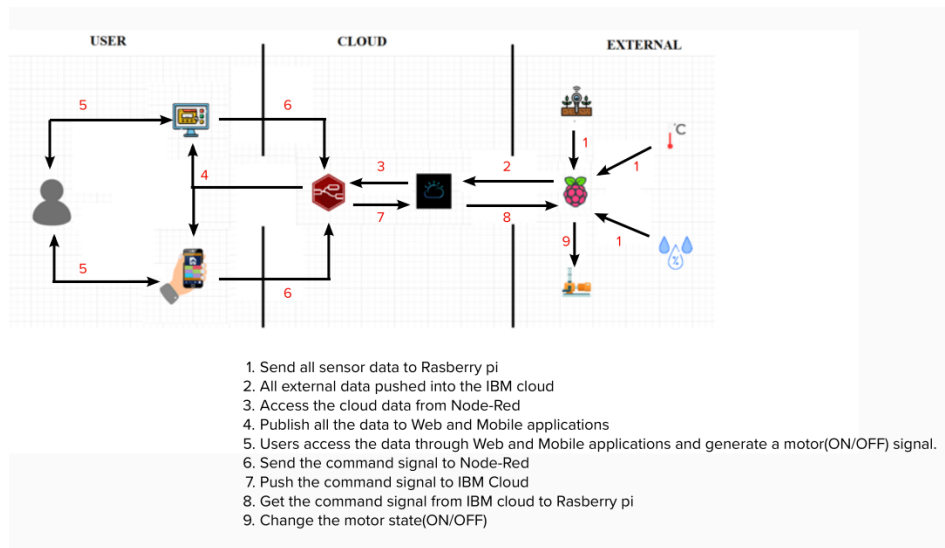 USER
CLOUD
EXTERNAL
5
6
1
°C
4
3
2
1
7
8
1
9
%
5
6
1. Send all sensor data to Rasberry pi
2. All external data pushed into the IBM cloud
3. Access the cloud data from Node-Red
4. Publish all the data to Web and Mobile applications
5. Users access the data through Web and Mobile applications and generate a motor(ON/OFF) signal.
6. Send the command signal to Node-Red
7. Push the command signal to IBM Cloud
8. Get the command signal from IBM cloud to Rasberry pi
9. Change the motor state(ON/OFF)